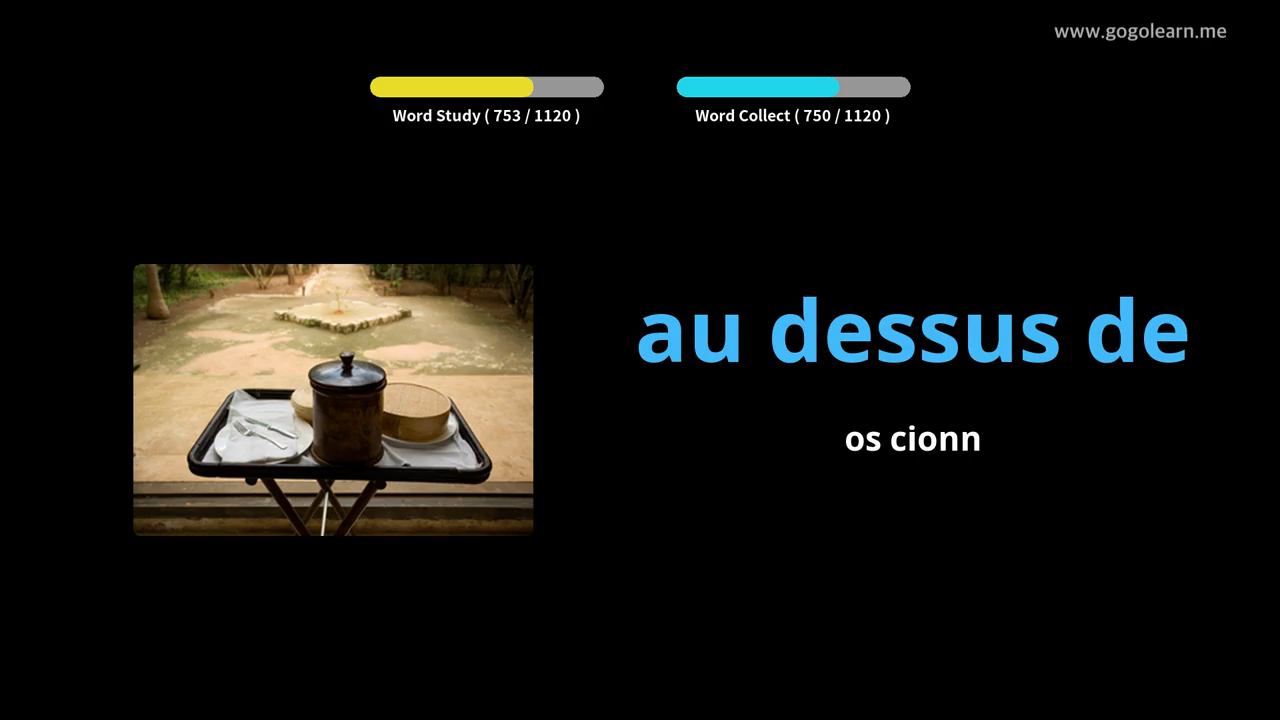 www.gogolearn.me
Word Study ( 753 / 1120 )
Word Collect ( 750 / 1120 )
au dessus de
os cionn